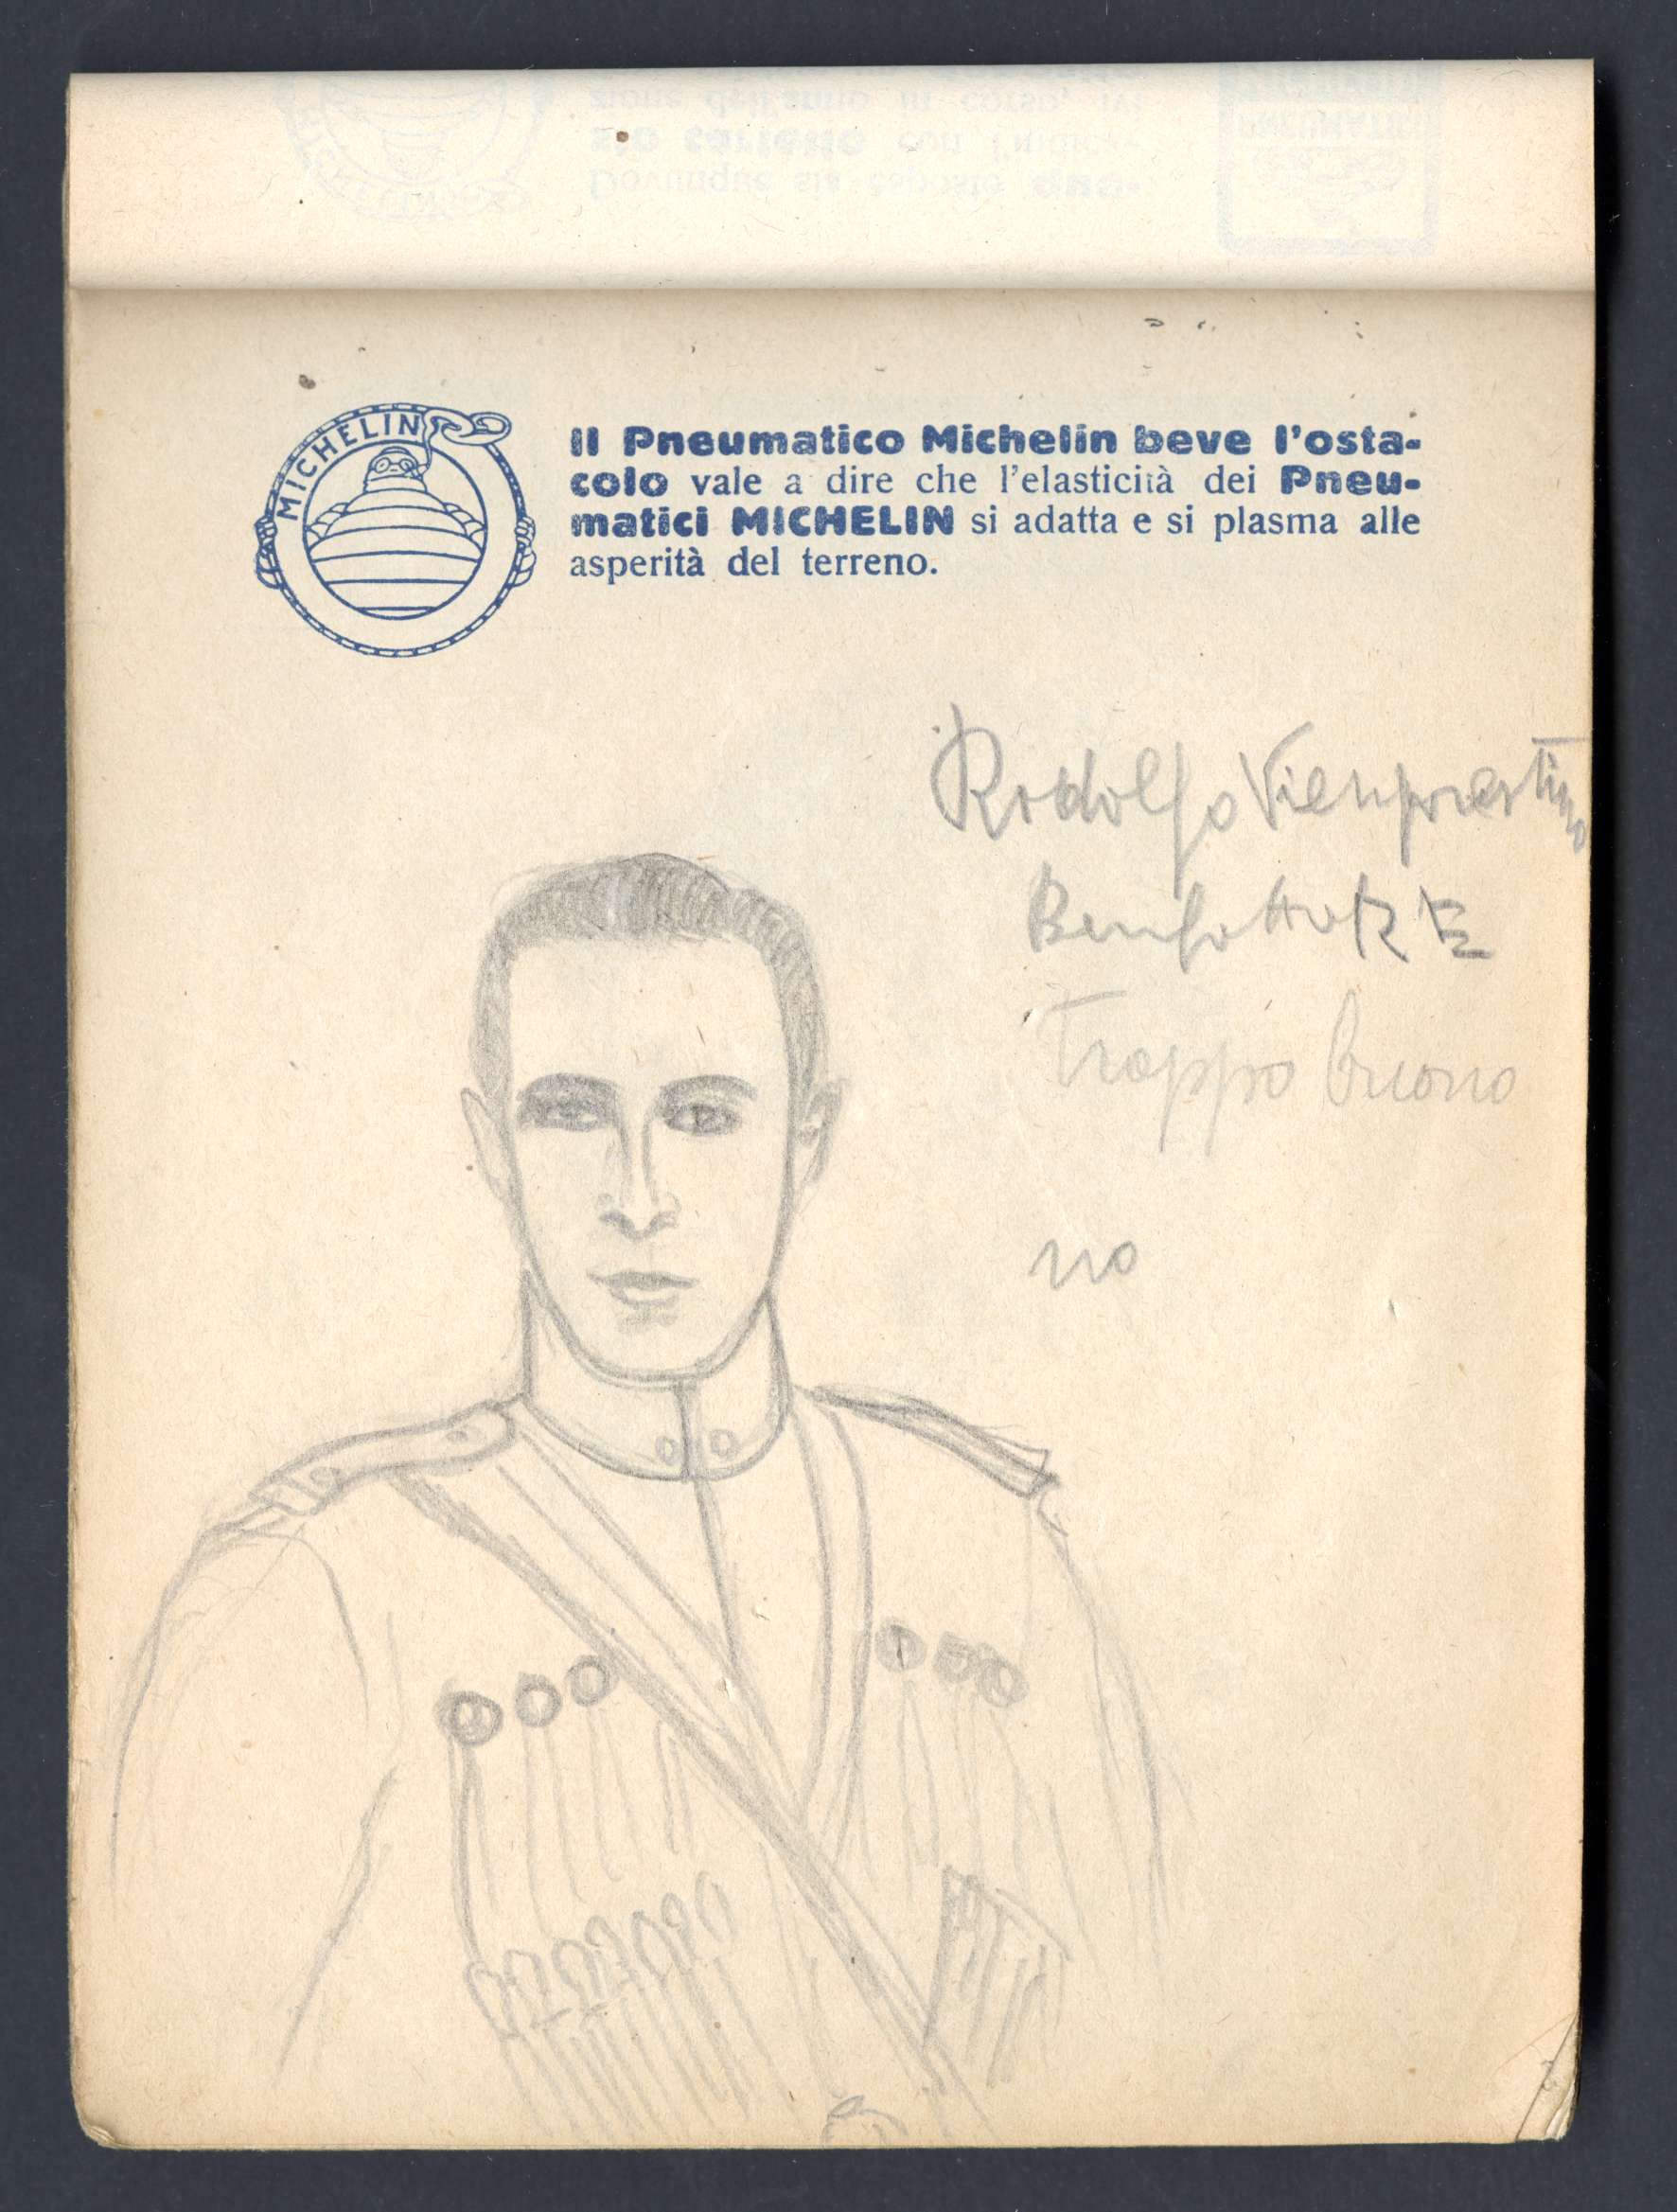 MICHELIN
Il Pneumatico Michelin beve l'osta-
colo vale a dire che l'elasticità dei Pneu-
matici MICHELIN si adatta e si plasma alle
asperità del terreno.
Rodolfo
Troppo buono
no